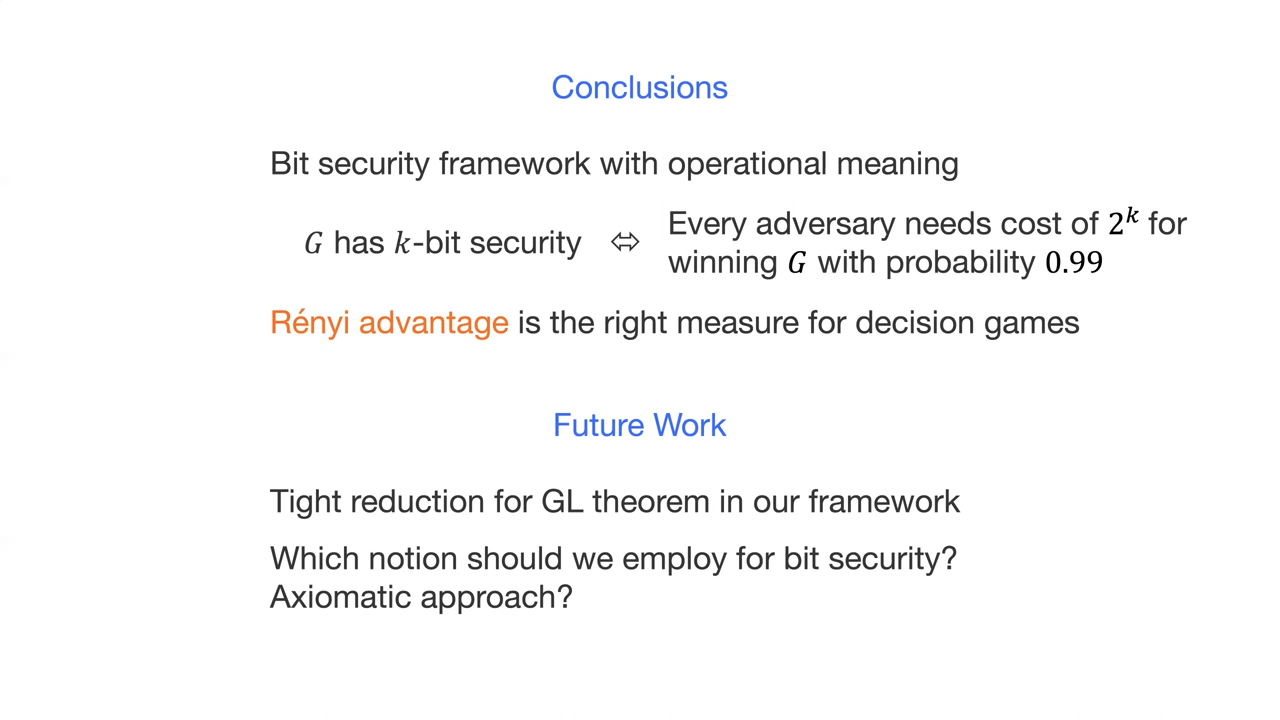 Conclusions
Bit security framework with operational meaning
G has k-bit security ⇔ Every adversary needs cost of 2^k for
winning G with probability 0.99
Rényi advantage is the right measure for decision games
Future Work
Tight reduction for GL theorem in our framework
Which notion should we employ for bit security?
Axiomatic approach?